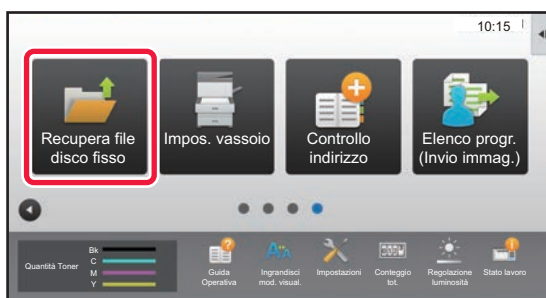 10:15
Recupera file
disco fisso
Impos. vassoio
Controllo
indirizzo
Elenco progr.
(Invio immag.)
Quantità Toner
Bk
C
M
Y
Guida
Operativa
Ingrandisci
mod. visual.
Impostazioni
Conteggio
tot.
Regolazione
luminosità
Stato lavoro